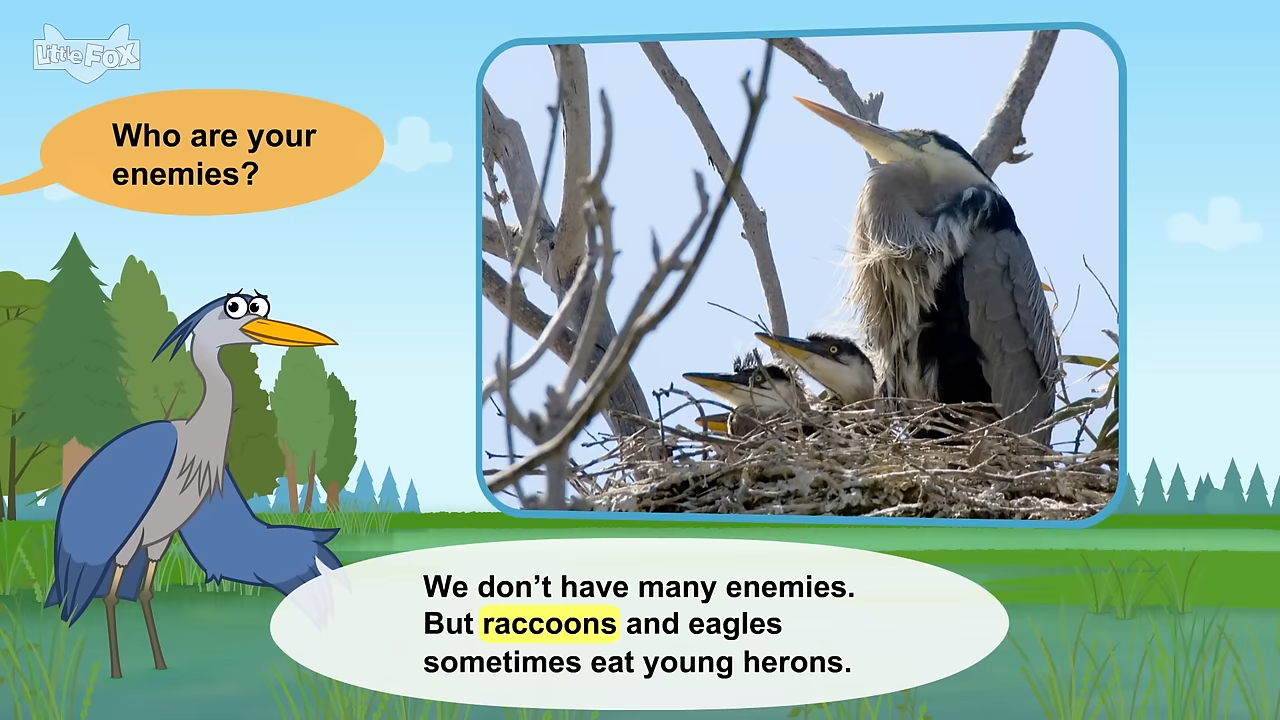 Little Fox
Who are your
enemies?
We don’t have many enemies.
But raccoons and eagles
sometimes eat young herons.